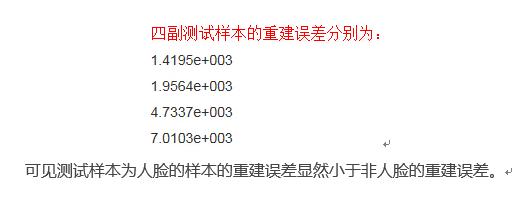 四副测试样本的重建误差分别为：
1.4195e+003
1.9564e+003
4.7337e+003
7.0103e+003
可见测试样本为人脸的样本的重建误差显然小于非人脸的重建误差。